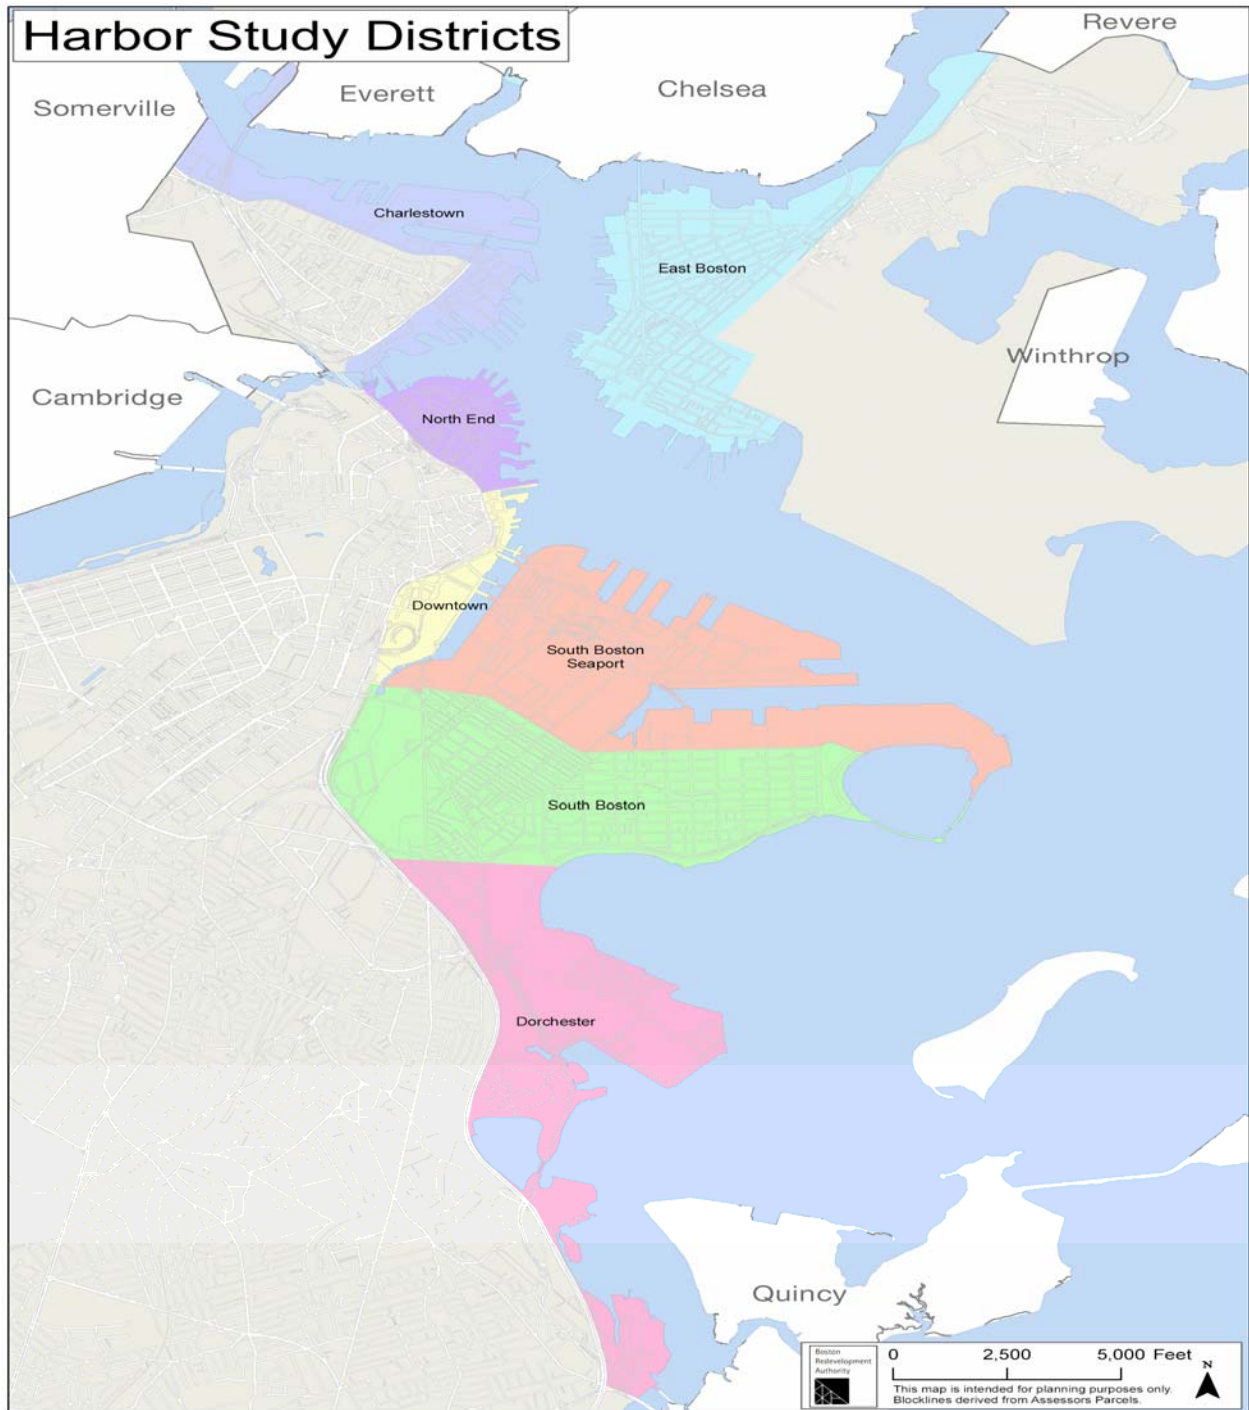 Harbor Study Districts
Revere
Chelsea
Everett
Somerville
Charlestown
East Boston
Winthrop
Cambridge
North End
Downtown
South Boston
Seaport
South Boston
Dorchester
Quincy
Boston
Redevelopment
Authority
0 2,500 5,000 Feet
N
This map is intended for planning purposes only.
Blocklines derived from Assessors Parcels.